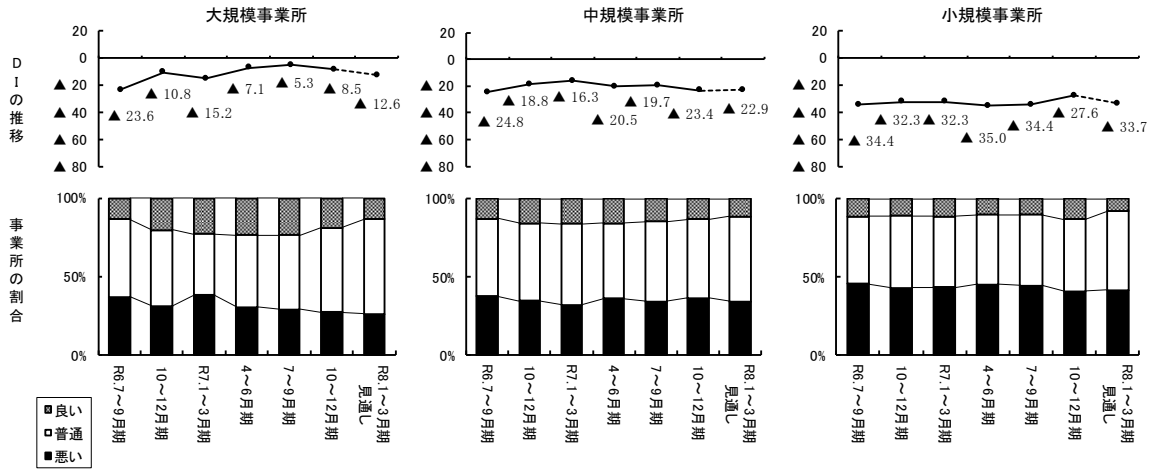 大規模事業所
中規模事業所
小規模事業所
DIの推移
20
0
▲ 20
▲ 40
▲ 60
▲ 80
▲ 23.6
▲ 10.8
▲ 15.2
▲ 7.1
▲ 5.3
▲ 8.5
▲ 12.6
20
0
▲ 20
▲ 40
▲ 60
▲ 80
▲ 24.8
▲ 18.8
▲ 16.3
▲ 20.5
▲ 19.7
▲ 23.4
▲ 22.9
20
0
▲ 20
▲ 40
▲ 60
▲ 80
▲ 34.4
▲ 32.3
▲ 32.3
▲ 35.0
▲ 34.4
▲ 27.6
▲ 33.7
事業所の割合
100%
50%
0%
R6.7～9月期
10～12月期
R7.1～3月期
4～6月期
7～9月期
10～12月期
R8.1～3月期
見通し
100%
50%
0%
R6.7～9月期
10～12月期
R7.1～3月期
4～6月期
7～9月期
10～12月期
R8.1～3月期
見通し
100%
50%
0%
R6.7～9月期
10～12月期
R7.1～3月期
4～6月期
7～9月期
10～12月期
R8.1～3月期
見通し
良い
普通
悪い